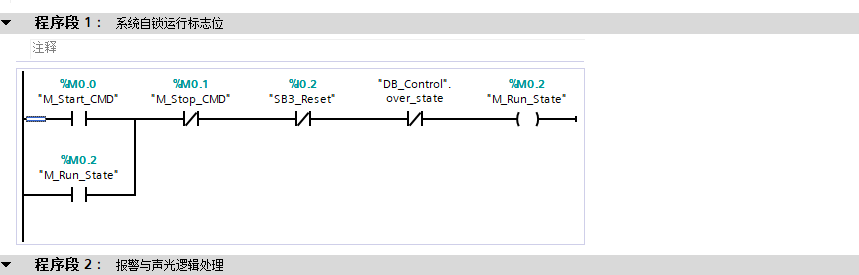 程序段 1： 系统自锁运行标志位
注释
%M0.0 %M0.1 %I0.2 "DB_Control". %M0.2
"M_Start_CMD" "M_Stop_CMD" "SB3_Reset" over_state "M_Run_State"
%M0.2
"M_Run_State"
程序段 2： 报警与声光逻辑处理